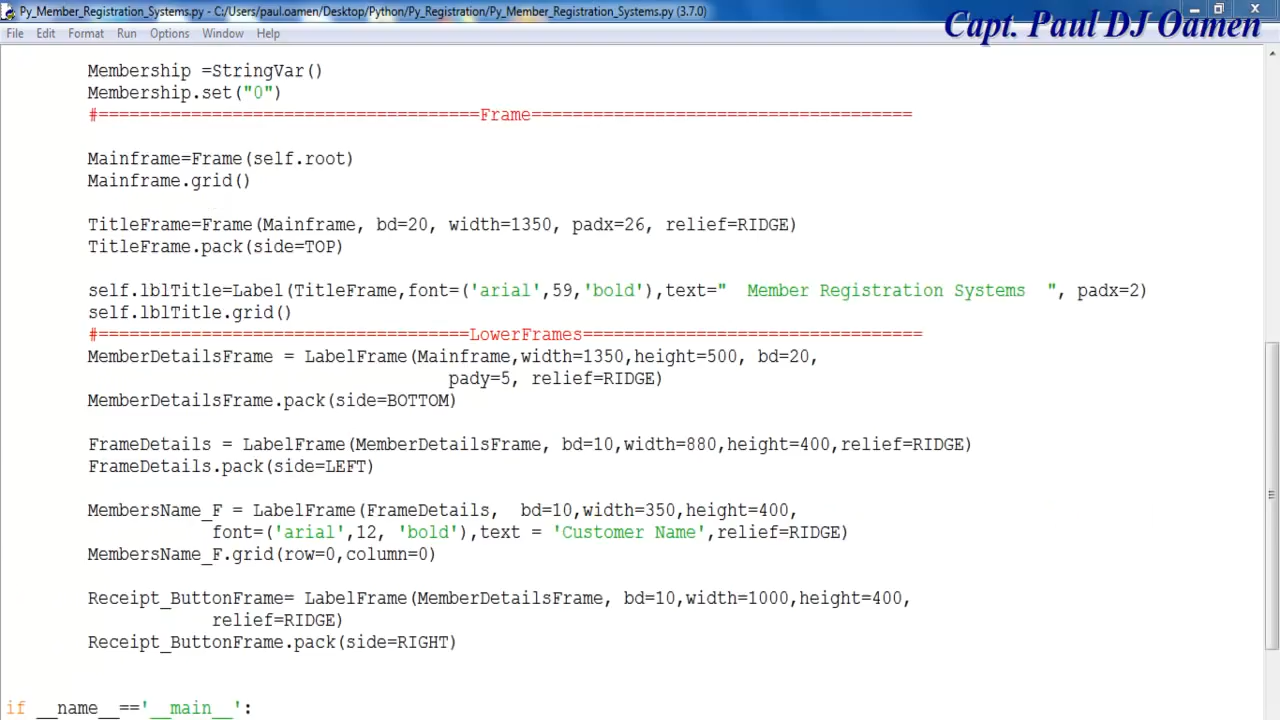 Py_Member_Registration_Systems.py - C:/Users/paul.oamen/Desktop/Python/Py_Registration/Py_Member_Registration_Systems.py (3.7.0)
Capt. Paul DJ Oamen
File Edit Format Run Options Window Help
Membership =StringVar()
Membership.set("0")
#=====================================Frame=====================================
Mainframe=Frame(self.root)
Mainframe.grid()
TitleFrame=Frame(Mainframe, bd=20, width=1350, padx=26, relief=RIDGE)
TitleFrame.pack(side=TOP)
self.lblTitle=Label(TitleFrame,font=('arial',59,'bold'),text="  Member Registration Systems  ", padx=2)
self.lblTitle.grid()
#====================================LowerFrames=================================
MemberDetailsFrame = LabelFrame(Mainframe,width=1350,height=500, bd=20,
pady=5, relief=RIDGE)
MemberDetailsFrame.pack(side=BOTTOM)
FrameDetails = LabelFrame(MemberDetailsFrame, bd=10,width=880,height=400,relief=RIDGE)
FrameDetails.pack(side=LEFT)
MembersName_F = LabelFrame(FrameDetails,  bd=10,width=350,height=400,
font=('arial',12, 'bold'),text = 'Customer Name',relief=RIDGE)
MembersName_F.grid(row=0,column=0)
Receipt_ButtonFrame= LabelFrame(MemberDetailsFrame, bd=10,width=1000,height=400,
relief=RIDGE)
Receipt_ButtonFrame.pack(side=RIGHT)
if __name__=='__main__':